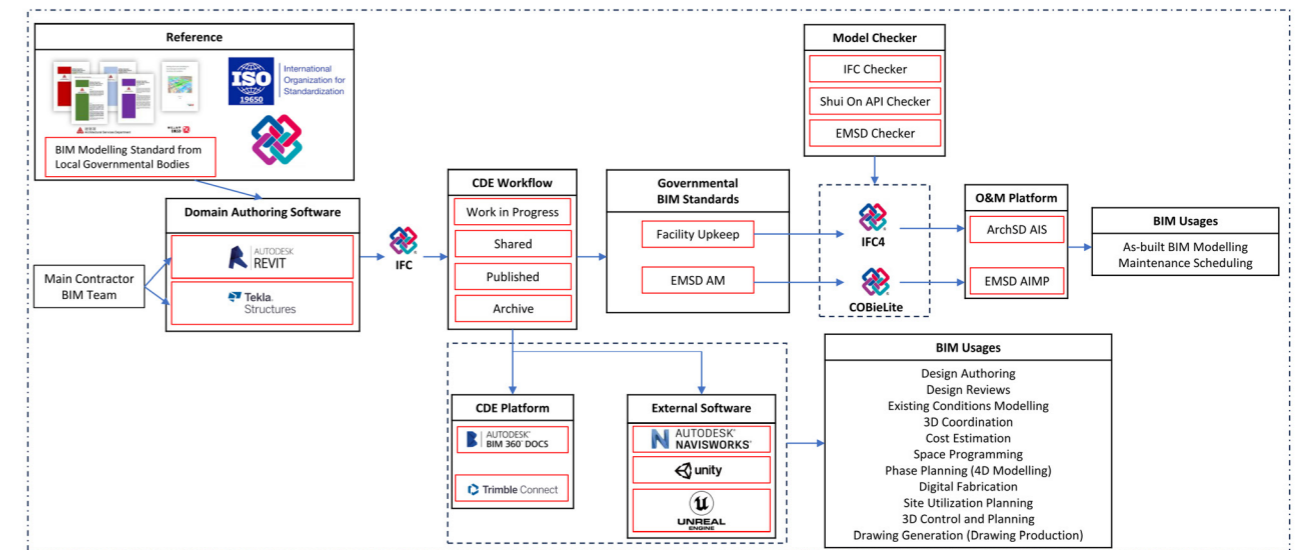 Reference
ISO
19650
International
Organization for
Standardization
BIM Modelling Standard from
Local Governmental Bodies
Model Checker
IFC Checker
Shui On API Checker
EMSD Checker
Main Contractor
BIM Team
Domain Authoring Software
AUTODESK
REVIT
Tekla
Structures
IFC
CDE Workflow
Work in Progress
Shared
Published
Archive
Governmental
BIM Standards
Facility Upkeep
EMSD AM
IFC4
COBieLite
O&M Platform
ArchSD AIS
EMSD AIMP
BIM Usages
As-built BIM Modelling
Maintenance Scheduling
CDE Platform
AUTODESK
BIM 360 DOCS
Trimble Connect
External Software
AUTODESK
NAVISWORKS
unity
UNREAL
ENGINE
BIM Usages
Design Authoring
Design Reviews
Existing Conditions Modelling
3D Coordination
Cost Estimation
Space Programming
Phase Planning (4D Modelling)
Digital Fabrication
Site Utilization Planning
3D Control and Planning
Drawing Generation (Drawing Production)